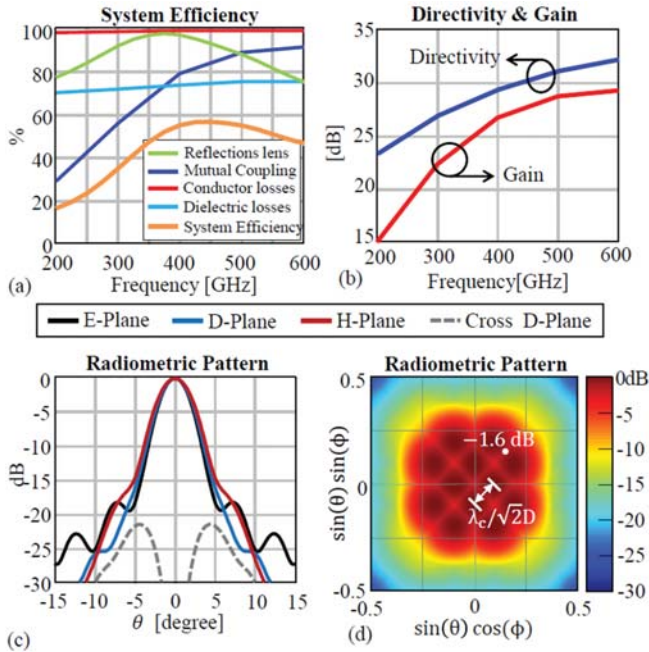 System Efficiency
%
100
80
60
40
20
0
Reflections lens
Mutual Coupling
Conductor losses
Dielectric losses
System Efficiency
200
300
400
500
600
Frequency [GHz]
(a)
Directivity & Gain
[dB]
35
30
25
20
15
Directivity
Gain
200
300
400
500
600
Frequency[GHz]
(b)
E-Plane
D-Plane
H-Plane
Cross D-Plane
Radiometric Pattern
dB
0
-5
-10
-15
-20
-25
-30
-15
-10
-5
0
5
10
15
θ [degree]
(c)
Radiometric Pattern
sin(θ) sin(ϕ)
0.5
0
-0.5
−1.6 dB
λc/√2D
-0.5
0
0.5
sin(θ) cos(ϕ)
0dB
-5
-10
-15
-20
-25
-30
(d)